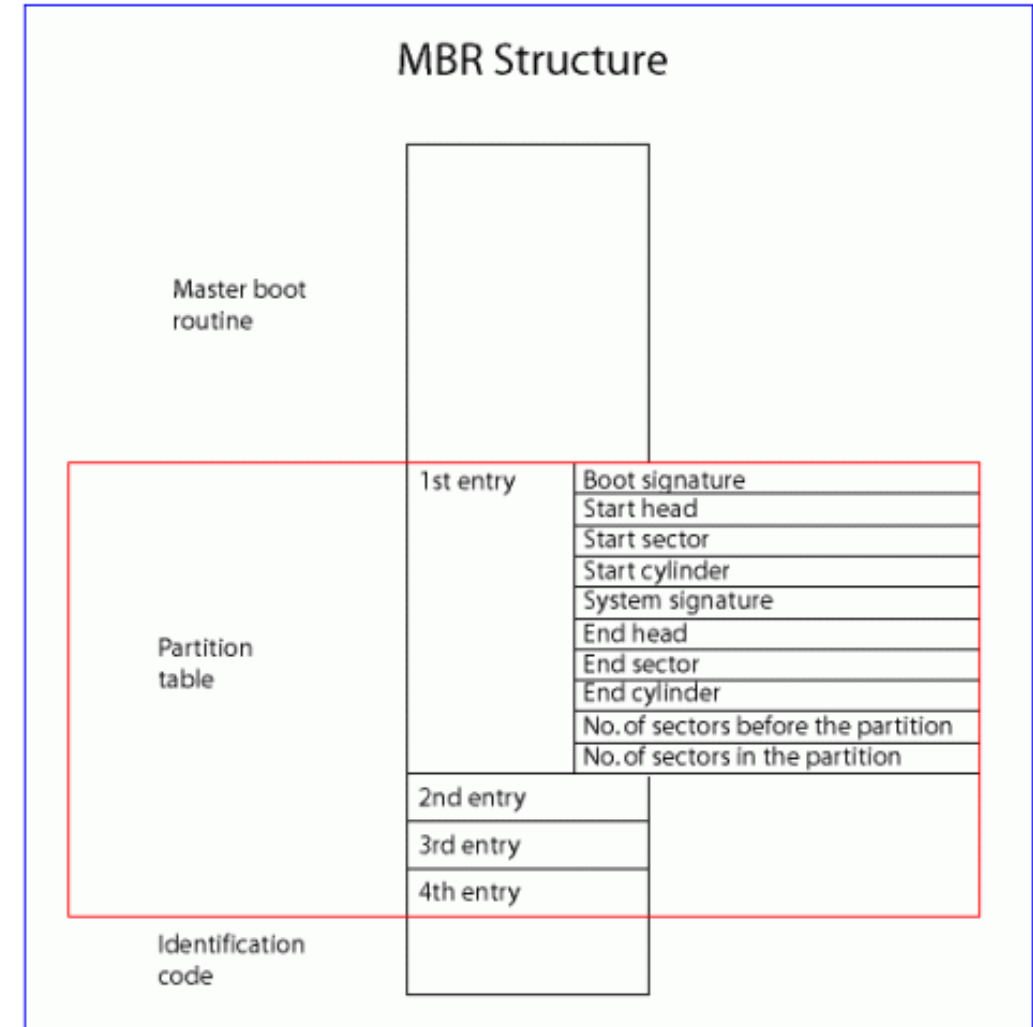 MBR Structure
Master boot
routine
1st entry
Boot signature
Start head
Start sector
Start cylinder
System signature
End head
End sector
End cylinder
No. of sectors before the partition
No. of sectors in the partition
Partition
table
2nd entry
3rd entry
4th entry
Identification
code